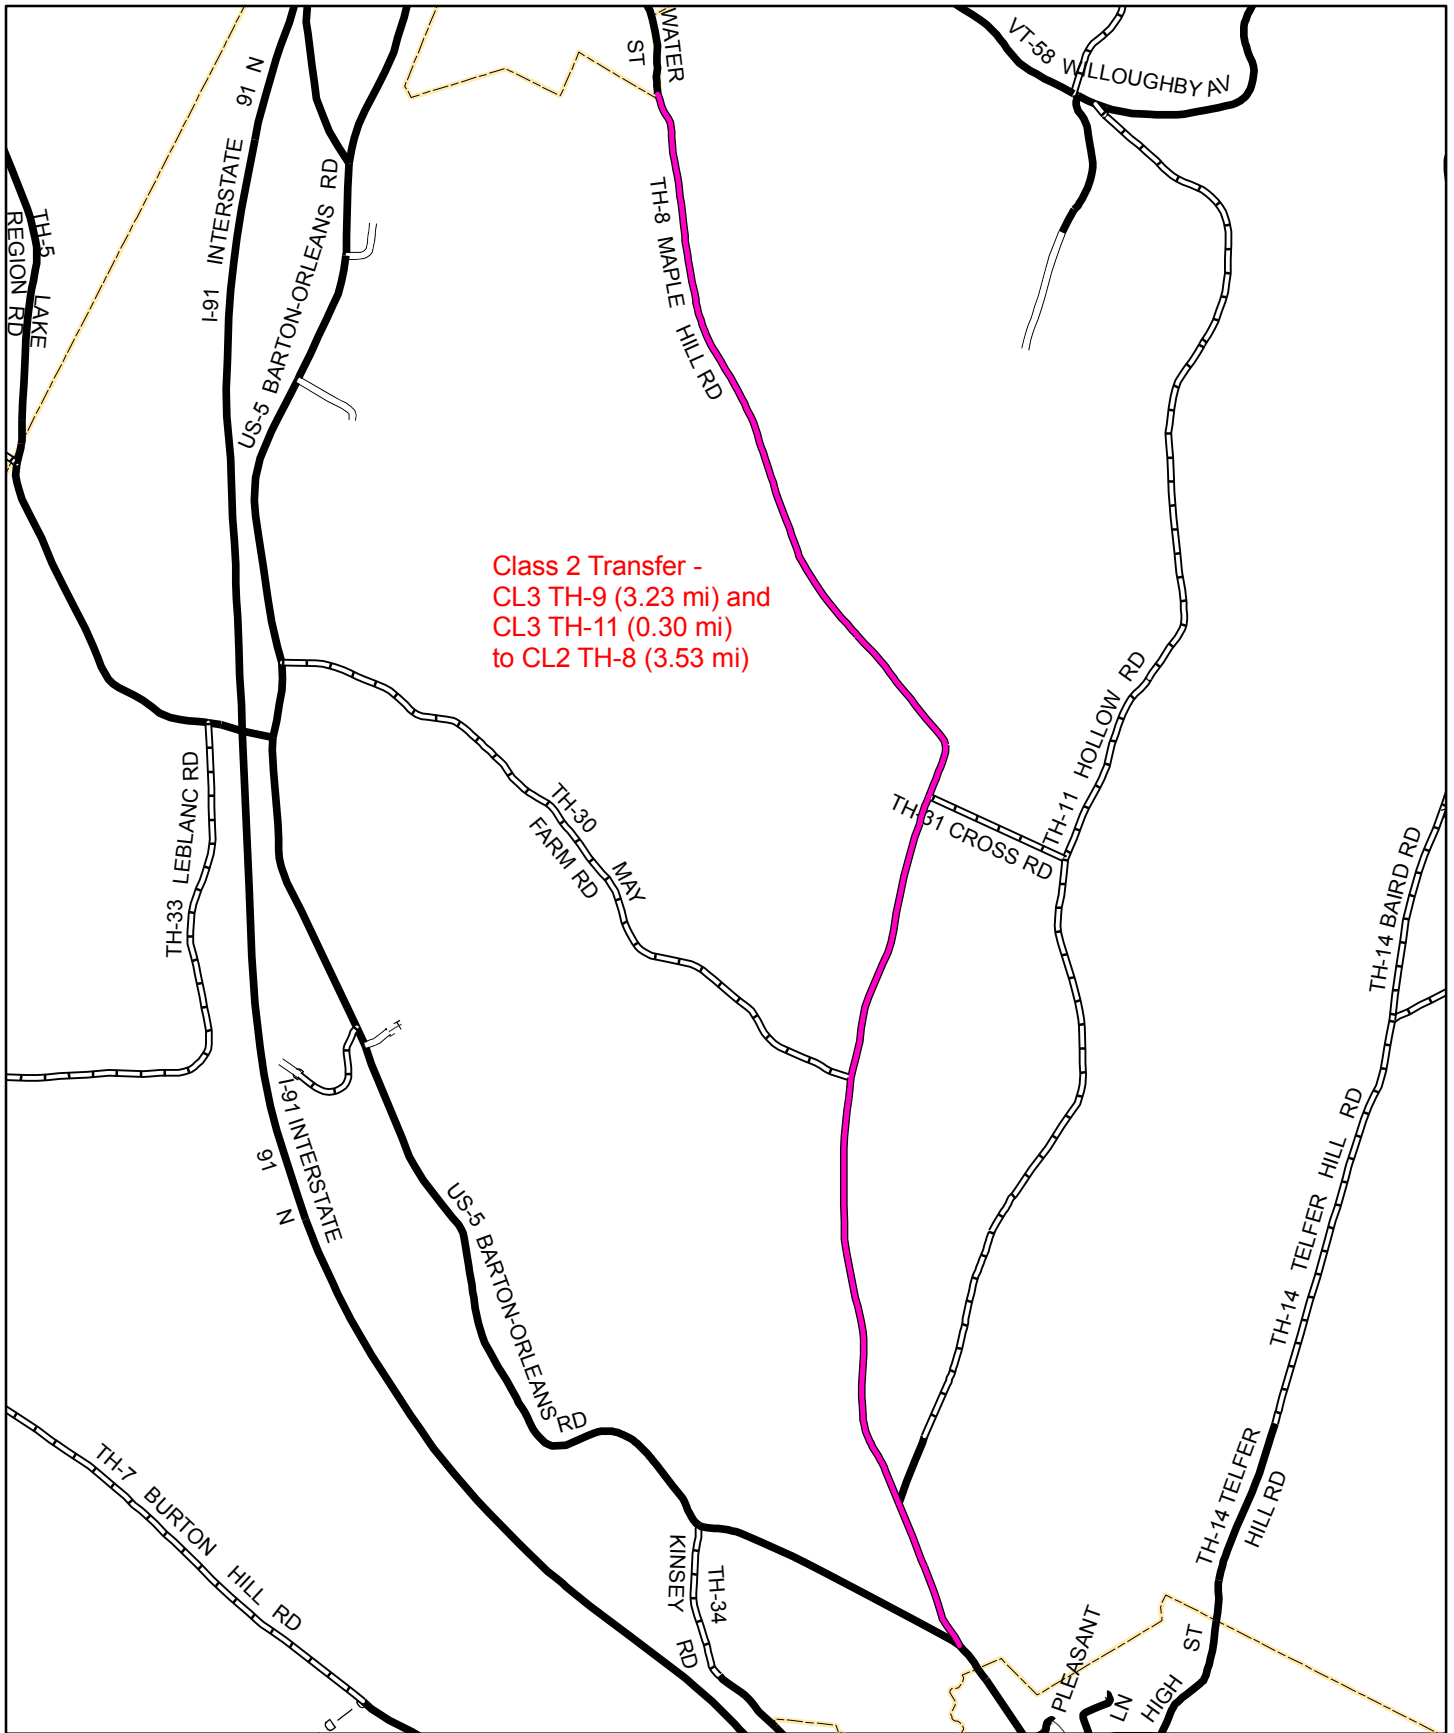 WATER
ST
VT-58 WILLOUGHBY AV
I-91 INTERSTATE 91 N
TH-5 LAKE
REGION RD
US-5 BARTON-ORLEANS RD
TH-8 MAPLE HILL RD
Class 2 Transfer -
CL3 TH-9 (3.23 mi) and
CL3 TH-11 (0.30 mi)
to CL2 TH-8 (3.53 mi)
TH-11 HOLLOW RD
TH-31 CROSS RD
TH-33 LEBLANC RD
TH-30 MAY
FARM RD
TH-14 BAIRD RD
I-91 INTERSTATE
91 N
US-5 BARTON-ORLEANS RD
TH-14 TELFER HILL RD
TH-7 BURTON HILL RD
TH-34
KINSEY RD
TH-14 TELFER
HILL RD
PLEASANT
LN
HIGH ST